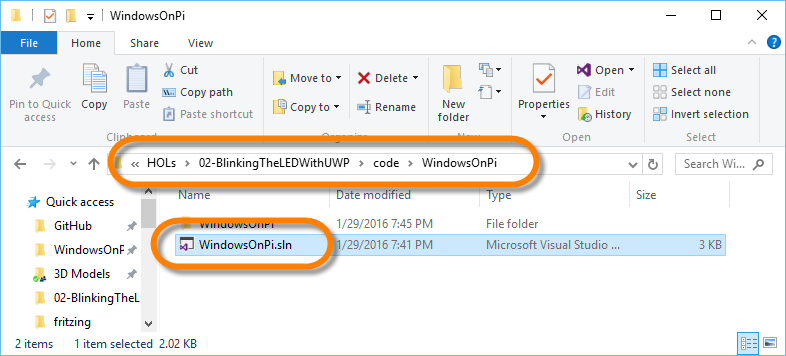 WindowsOnPi
File Home Share View
Pin to Quick access
Copy
Paste
Cut
Copy path
Paste shortcut
Clipboard
Move to
Copy to
Delete
Rename
Organize
New folder
New
Properties
Open
Edit
History
Open
Select all
Select none
Invert selection
Select
« HOLs > 02-BlinkingTheLEDWithUWP > code > WindowsOnPi
Search Wi...
Name Date modified Type Size
Quick access
GitHub
WindowsOnP
3D Models
02-BlinkingTheL
fritzing
WindowsOnPi 1/29/2016 7:45 PM File folder
WindowsOnPi.sln 1/29/2016 7:41 PM Microsoft Visual Studio ... 3 KB
2 items 1 item selected 2.02 KB